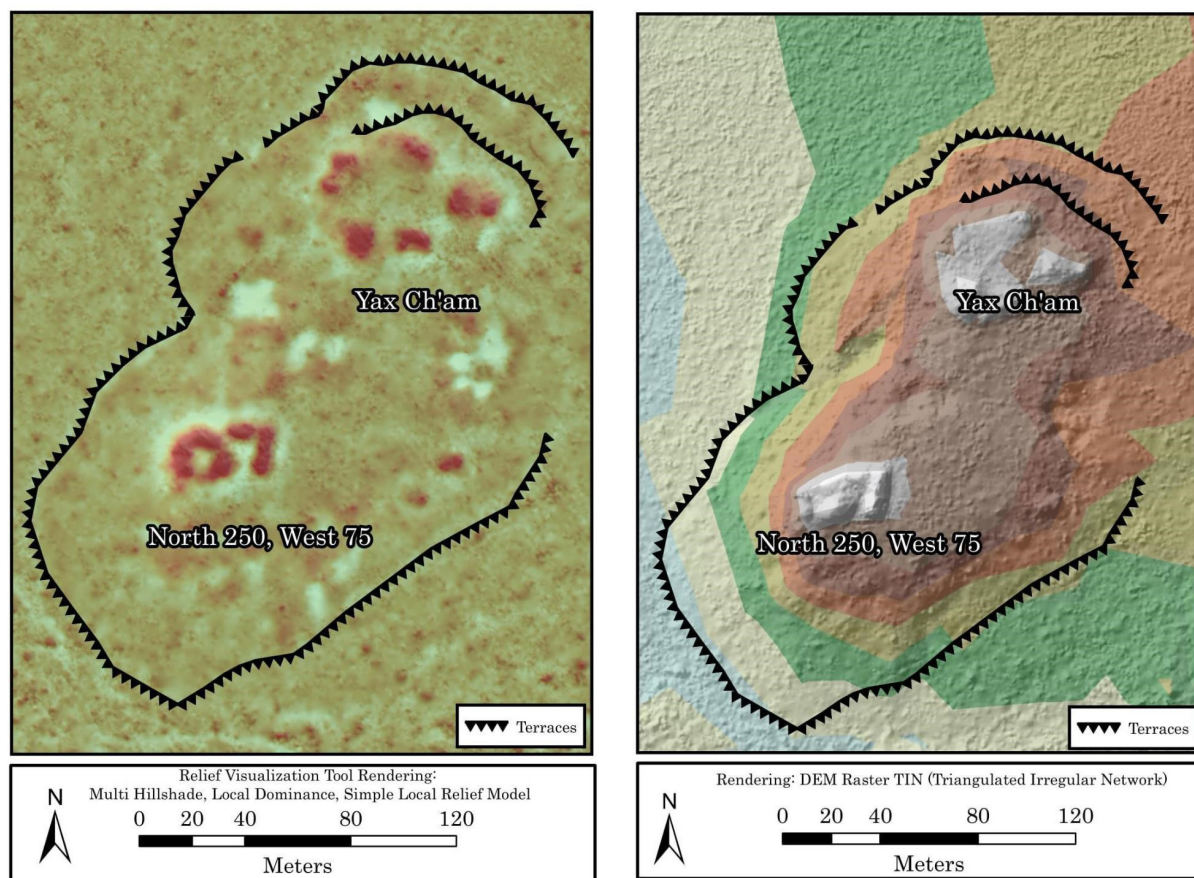 Yax Ch'am
North 250, West 75
Terraces
Relief Visualization Tool Rendering:
Multi Hillshade, Local Dominance, Simple Local Relief Model
N
0 20 40 80 120
Meters
Yax Ch'am
North 250, West 75
Terraces
Rendering: DEM Raster TIN (Triangulated Irregular Network)
N
0 20 40 80 120
Meters